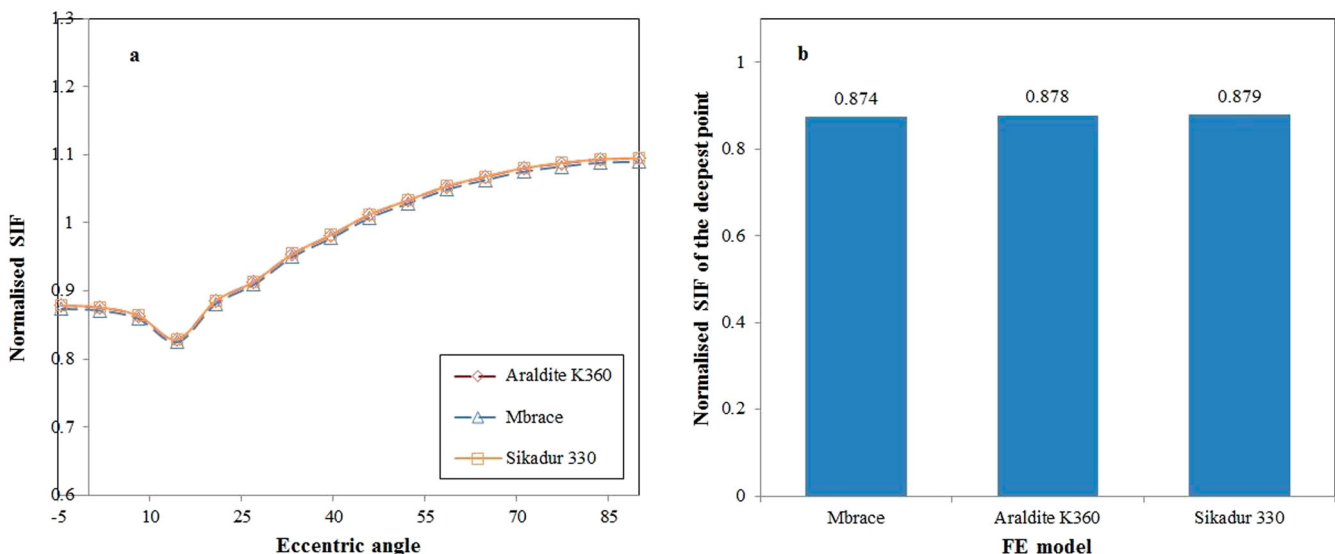 a
Normalised SIF
1.3
1.2
1.1
1
0.9
0.8
0.7
0.6
-5 10 25 40 55 70 85
Eccentric angle
Araldite K360
Mbrace
Sikadur 330
b
Normalised SIF of the deepest point
1
0.8
0.6
0.4
0.2
0
0.874 0.878 0.879
Mbrace Araldite K360 Sikadur 330
FE model